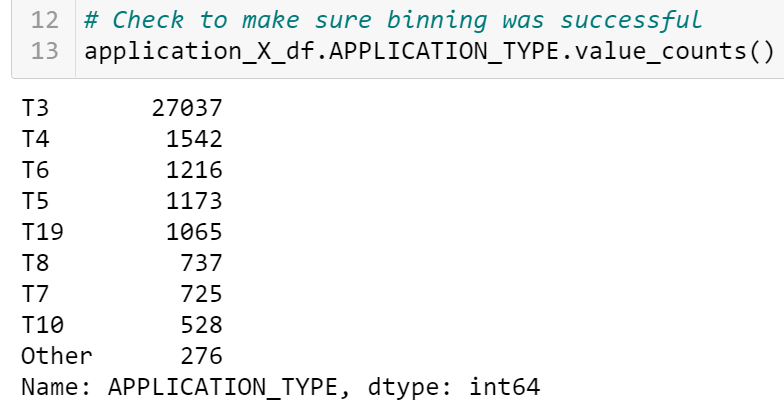 12 # Check to make sure binning was successful
13 application_X_df.APPLICATION_TYPE.value_counts()
T3 27037
T4 1542
T6 1216
T5 1173
T19 1065
T8 737
T7 725
T10 528
Other 276
Name: APPLICATION_TYPE, dtype: int64